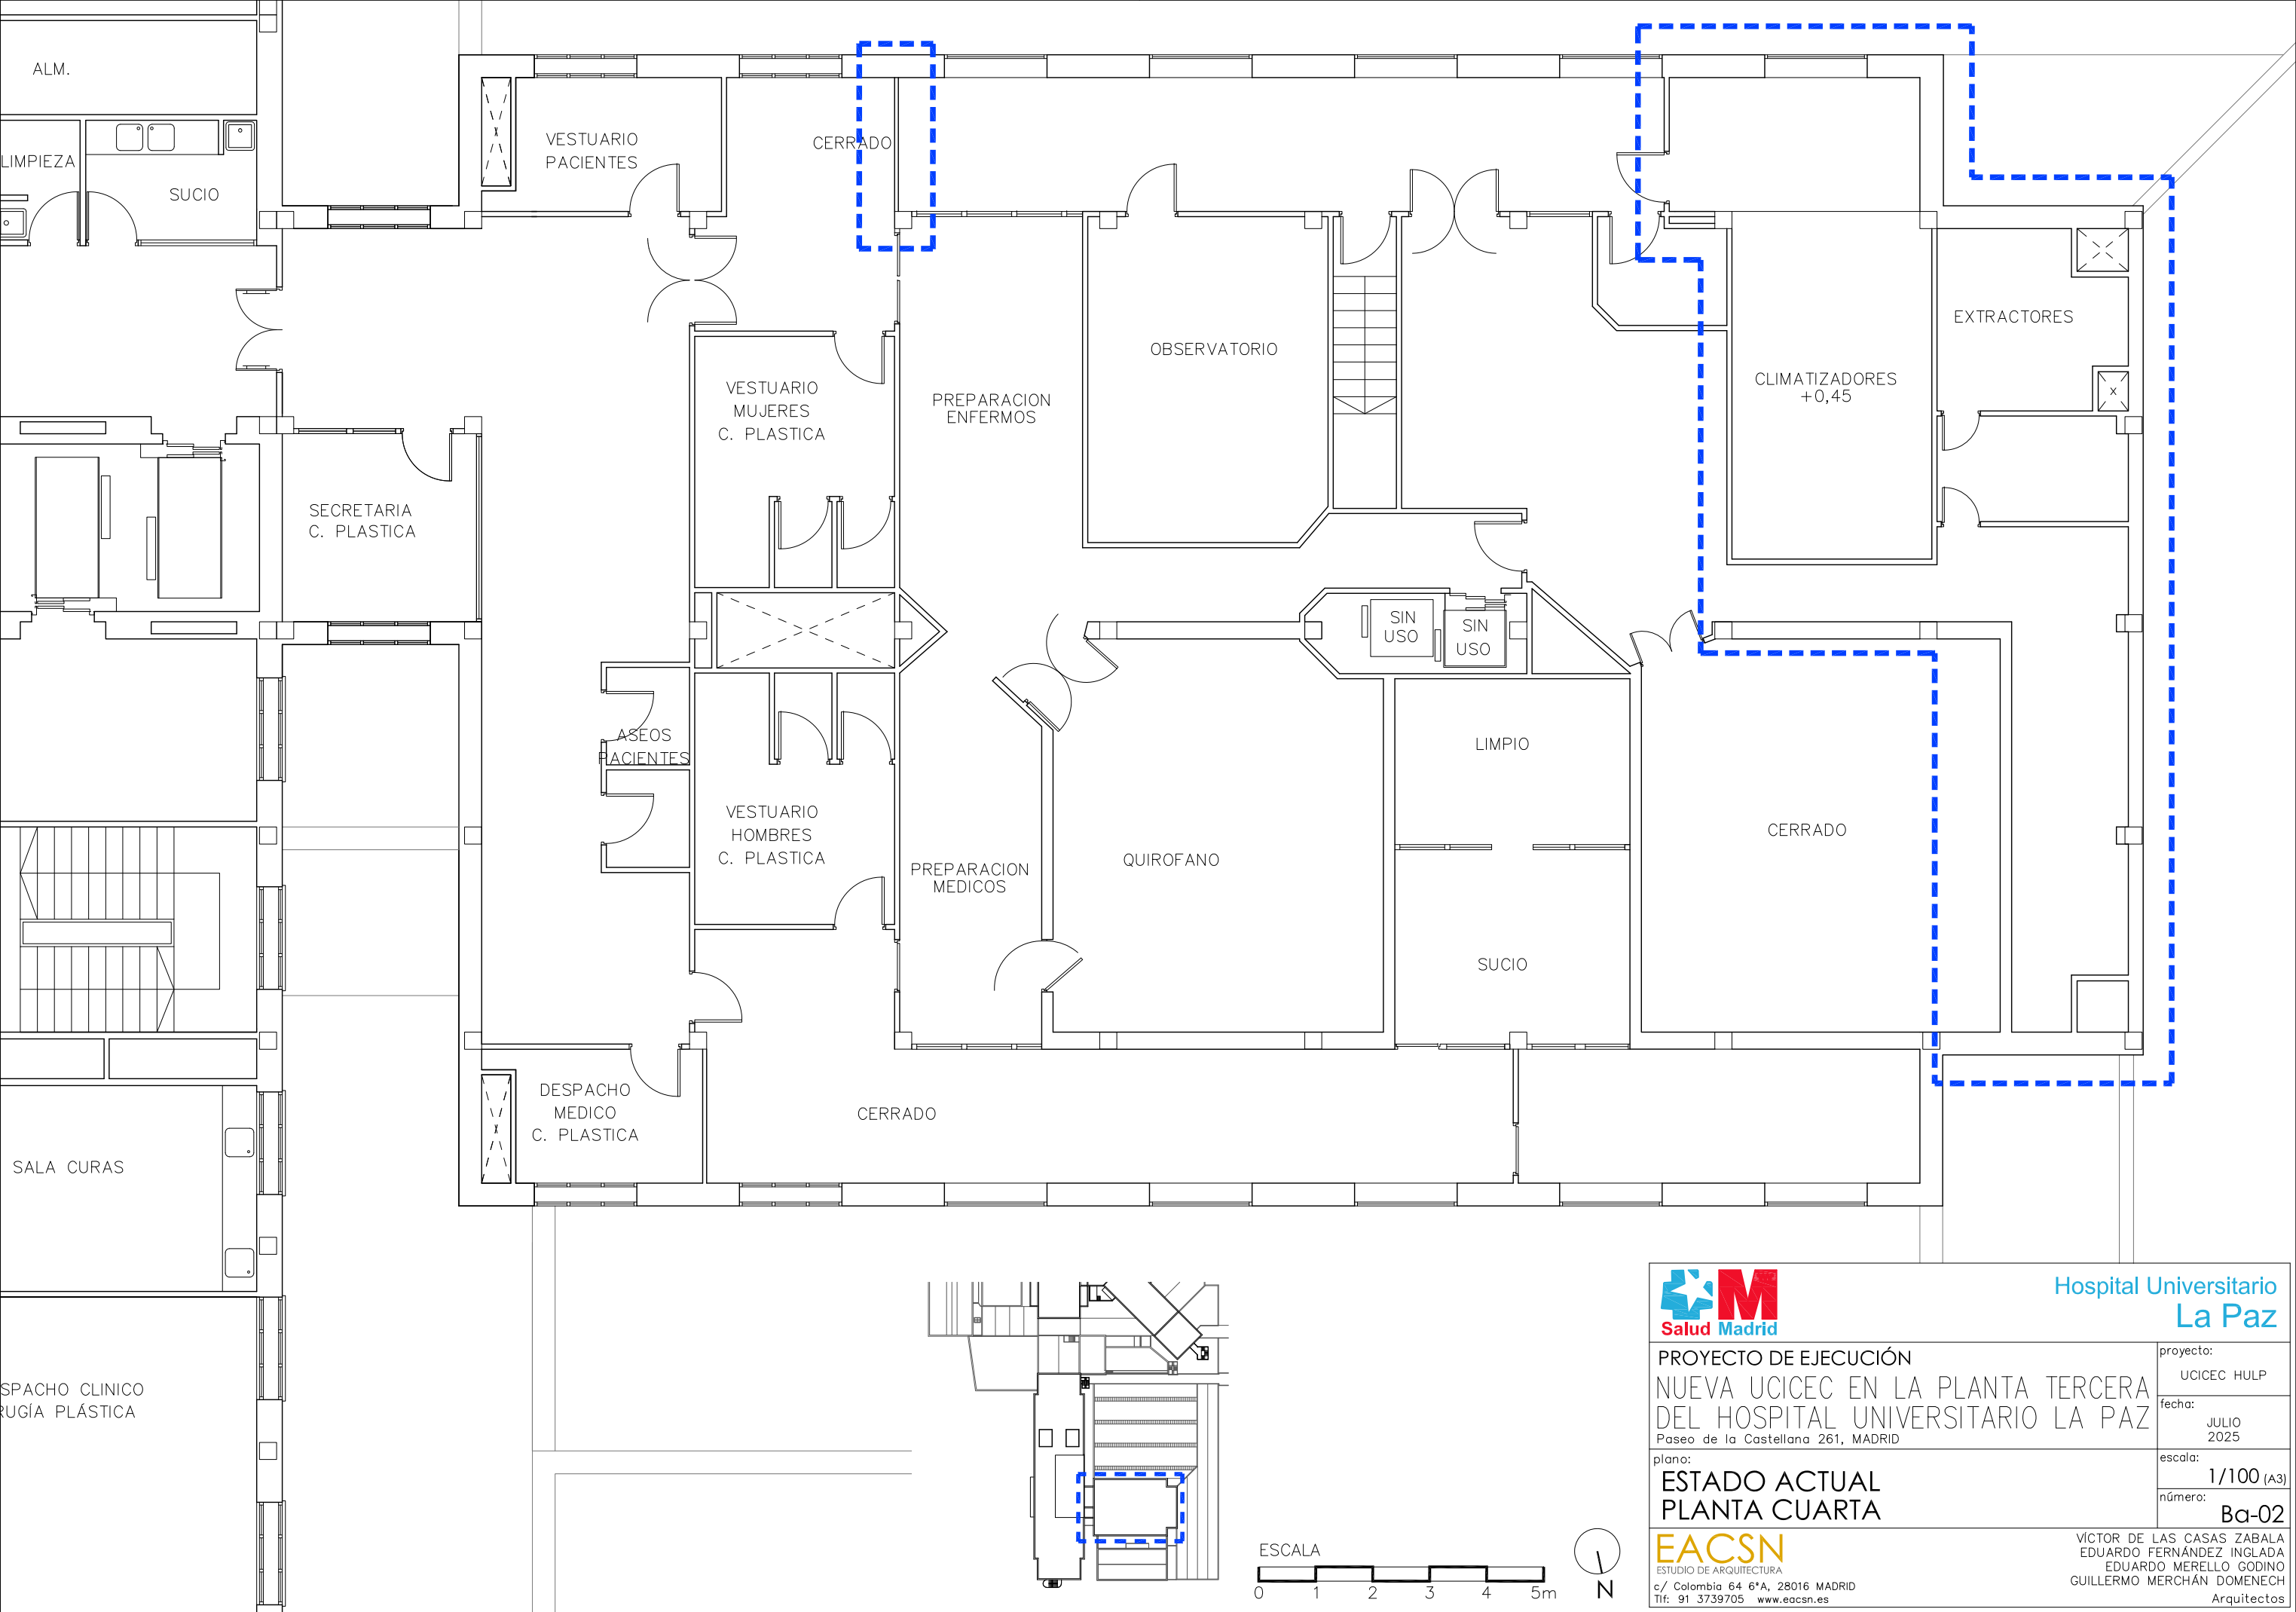 ALM.
LIMPIEZA
SUCIO
VESTUARIO
PACIENTES
CERRADO
OBSERVATORIO
EXTRACTORES
CLIMATIZADORES
+0,45
VESTUARIO
MUJERES
C. PLASTICA
PREPARACION
ENFERMOS
SECRETARIA
C. PLASTICA
SIN
USO
SIN
USO
ASEOS
PACIENTES
LIMPIO
VESTUARIO
HOMBRES
C. PLASTICA
PREPARACION
MEDICOS
QUIROFANO
CERRADO
SUCIO
DESPACHO
MEDICO
C. PLASTICA
CERRADO
SALA CURAS
SPACHO CLINICO
RUGÍA PLÁSTICA
ESCALA
0 1 2 3 4 5m
N
Salud Madrid
Hospital Universitario
La Paz
PROYECTO DE EJECUCIÓN
NUEVA UCICEC EN LA PLANTA TERCERA
DEL HOSPITAL UNIVERSITARIO LA PAZ
Paseo de la Castellana 261, MADRID
proyecto:
UCICEC HULP
fecha:
JULIO
2025
plano:
ESTADO ACTUAL
PLANTA CUARTA
escala:
1/100 (A3)
número:
Ba-02
EACSN
ESTUDIO DE ARQUITECTURA
c/ Colombia 64 6ºA, 28016 MADRID
Tlf: 91 3739705 www.eacsn.es
VÍCTOR DE LAS CASAS ZABALA
EDUARDO FERNÁNDEZ INGLADA
EDUARDO MERELLO GODINO
GUILLERMO MERCHÁN DOMENECH
Arquitectos